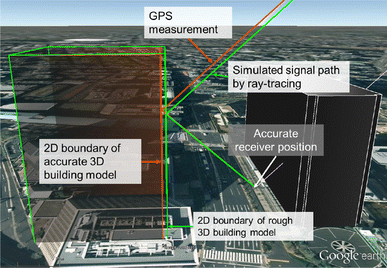 GPS
measurement
Simulated signal path
by ray-tracing
Accurate
receiver position
2D boundary of
accurate 3D
building model
2D boundary of rough
3D building model
Google earth